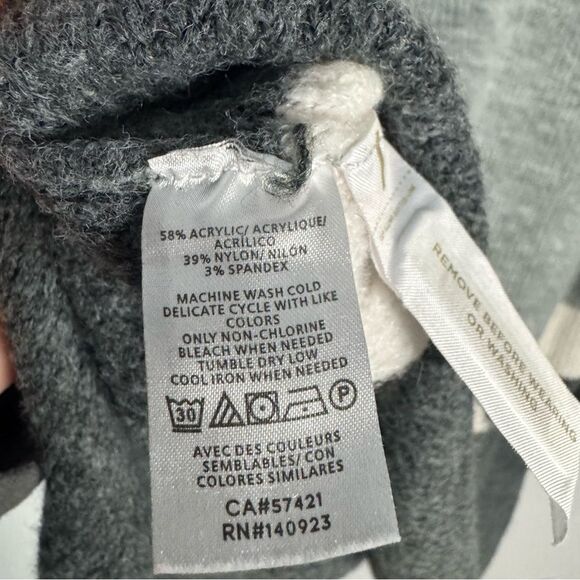 58% ACRYLIC/ ACRYLIQUE/
ACRÍLICO
39% NYLON/ NILÓN
3% SPANDEX
MACHINE WASH COLD
DELICATE CYCLE WITH LIKE
COLORS
ONLY NON-CHLORINE
BLEACH WHEN NEEDED
TUMBLE DRY LOW
COOL IRON WHEN NEEDED
30 P
AVEC DES COULEURS
SEMBLABLES/ CON
COLORES SIMILARES
CA#57421
RN#140923
REMOVE BEFORE WEARING
OR WASHING